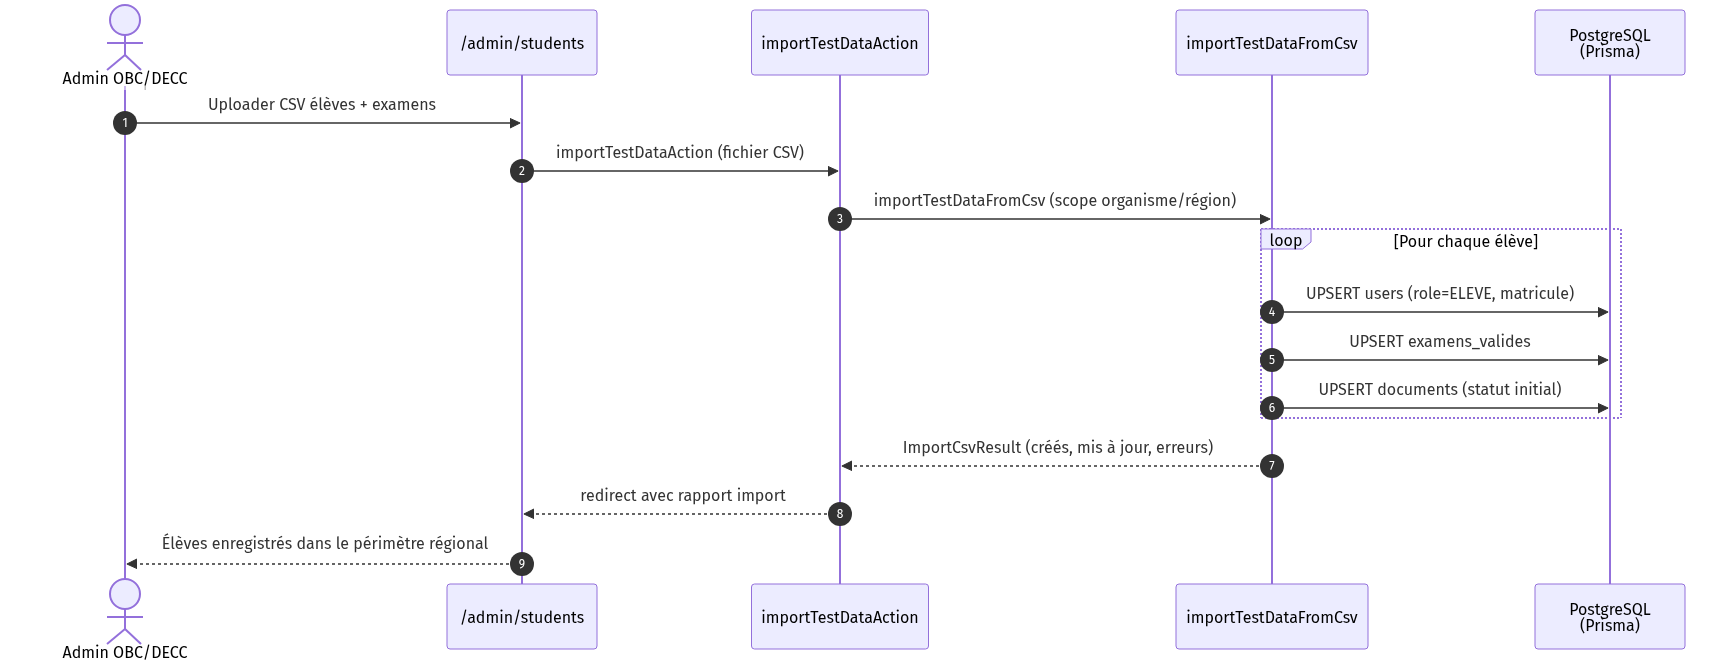 Admin OBC/DECC
/admin/students
importTestDataAction
importTestDataFromCsv
PostgreSQL
(Prisma)
Uploader CSV élèves + examens
1
importTestDataAction (fichier CSV)
2
importTestDataFromCsv (scope organisme/région)
3
loop
[Pour chaque élève]
UPSERT users (role=ELEVE, matricule)
4
UPSERT examens_valides
5
UPSERT documents (statut initial)
6
ImportCsvResult (créés, mis à jour, erreurs)
7
redirect avec rapport import
8
Élèves enregistrés dans le périmètre régional
9
Admin OBC/DECC
/admin/students
importTestDataAction
importTestDataFromCsv
PostgreSQL
(Prisma)